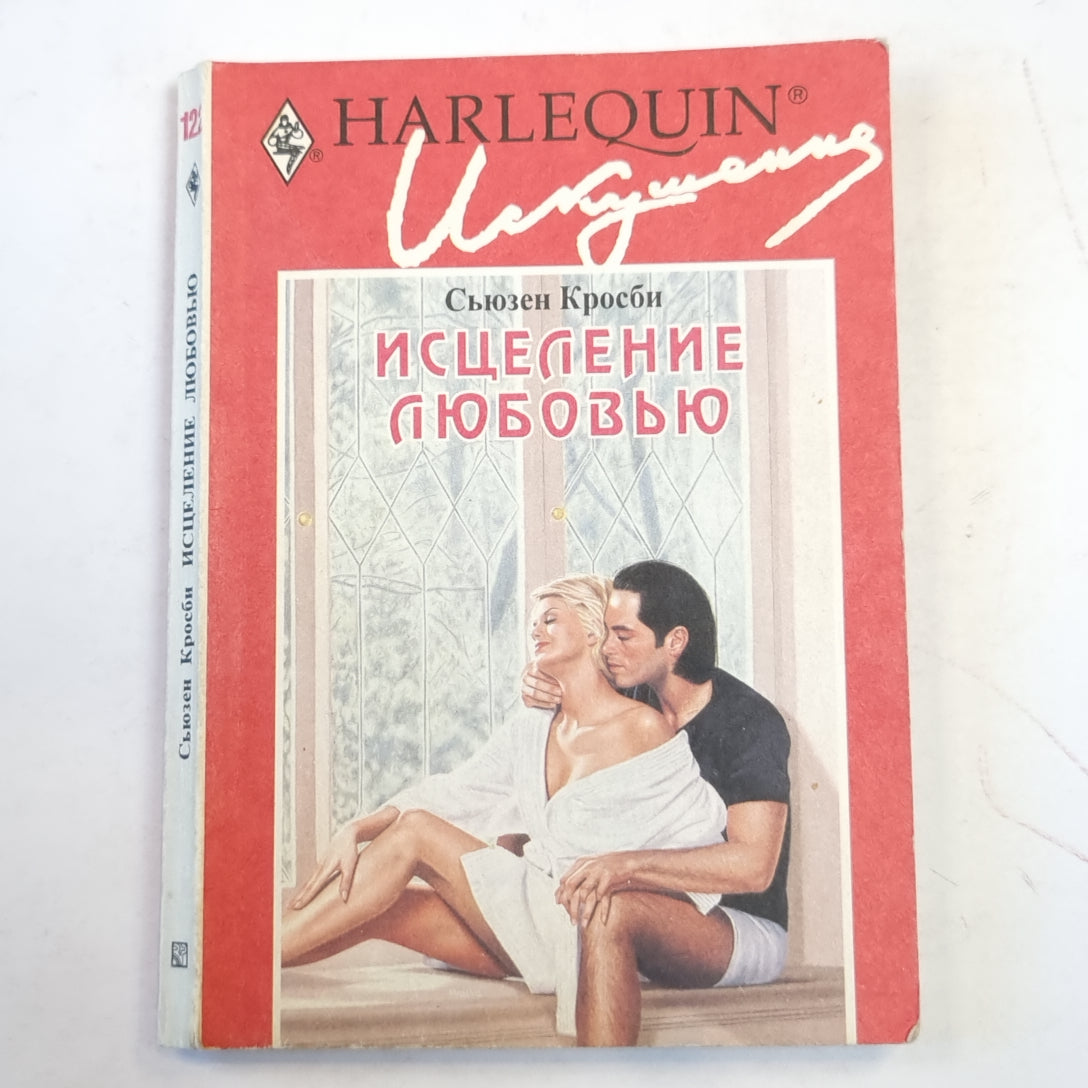 HARLEQUIN®
Искушение
Сьюзен Кросби
ИСЦЕЛЕНИЕ
ЛЮБОВЬЮ
®
Сьюзен Кросби ИСЦЕЛЕНИЕ ЛЮБОВЬЮ